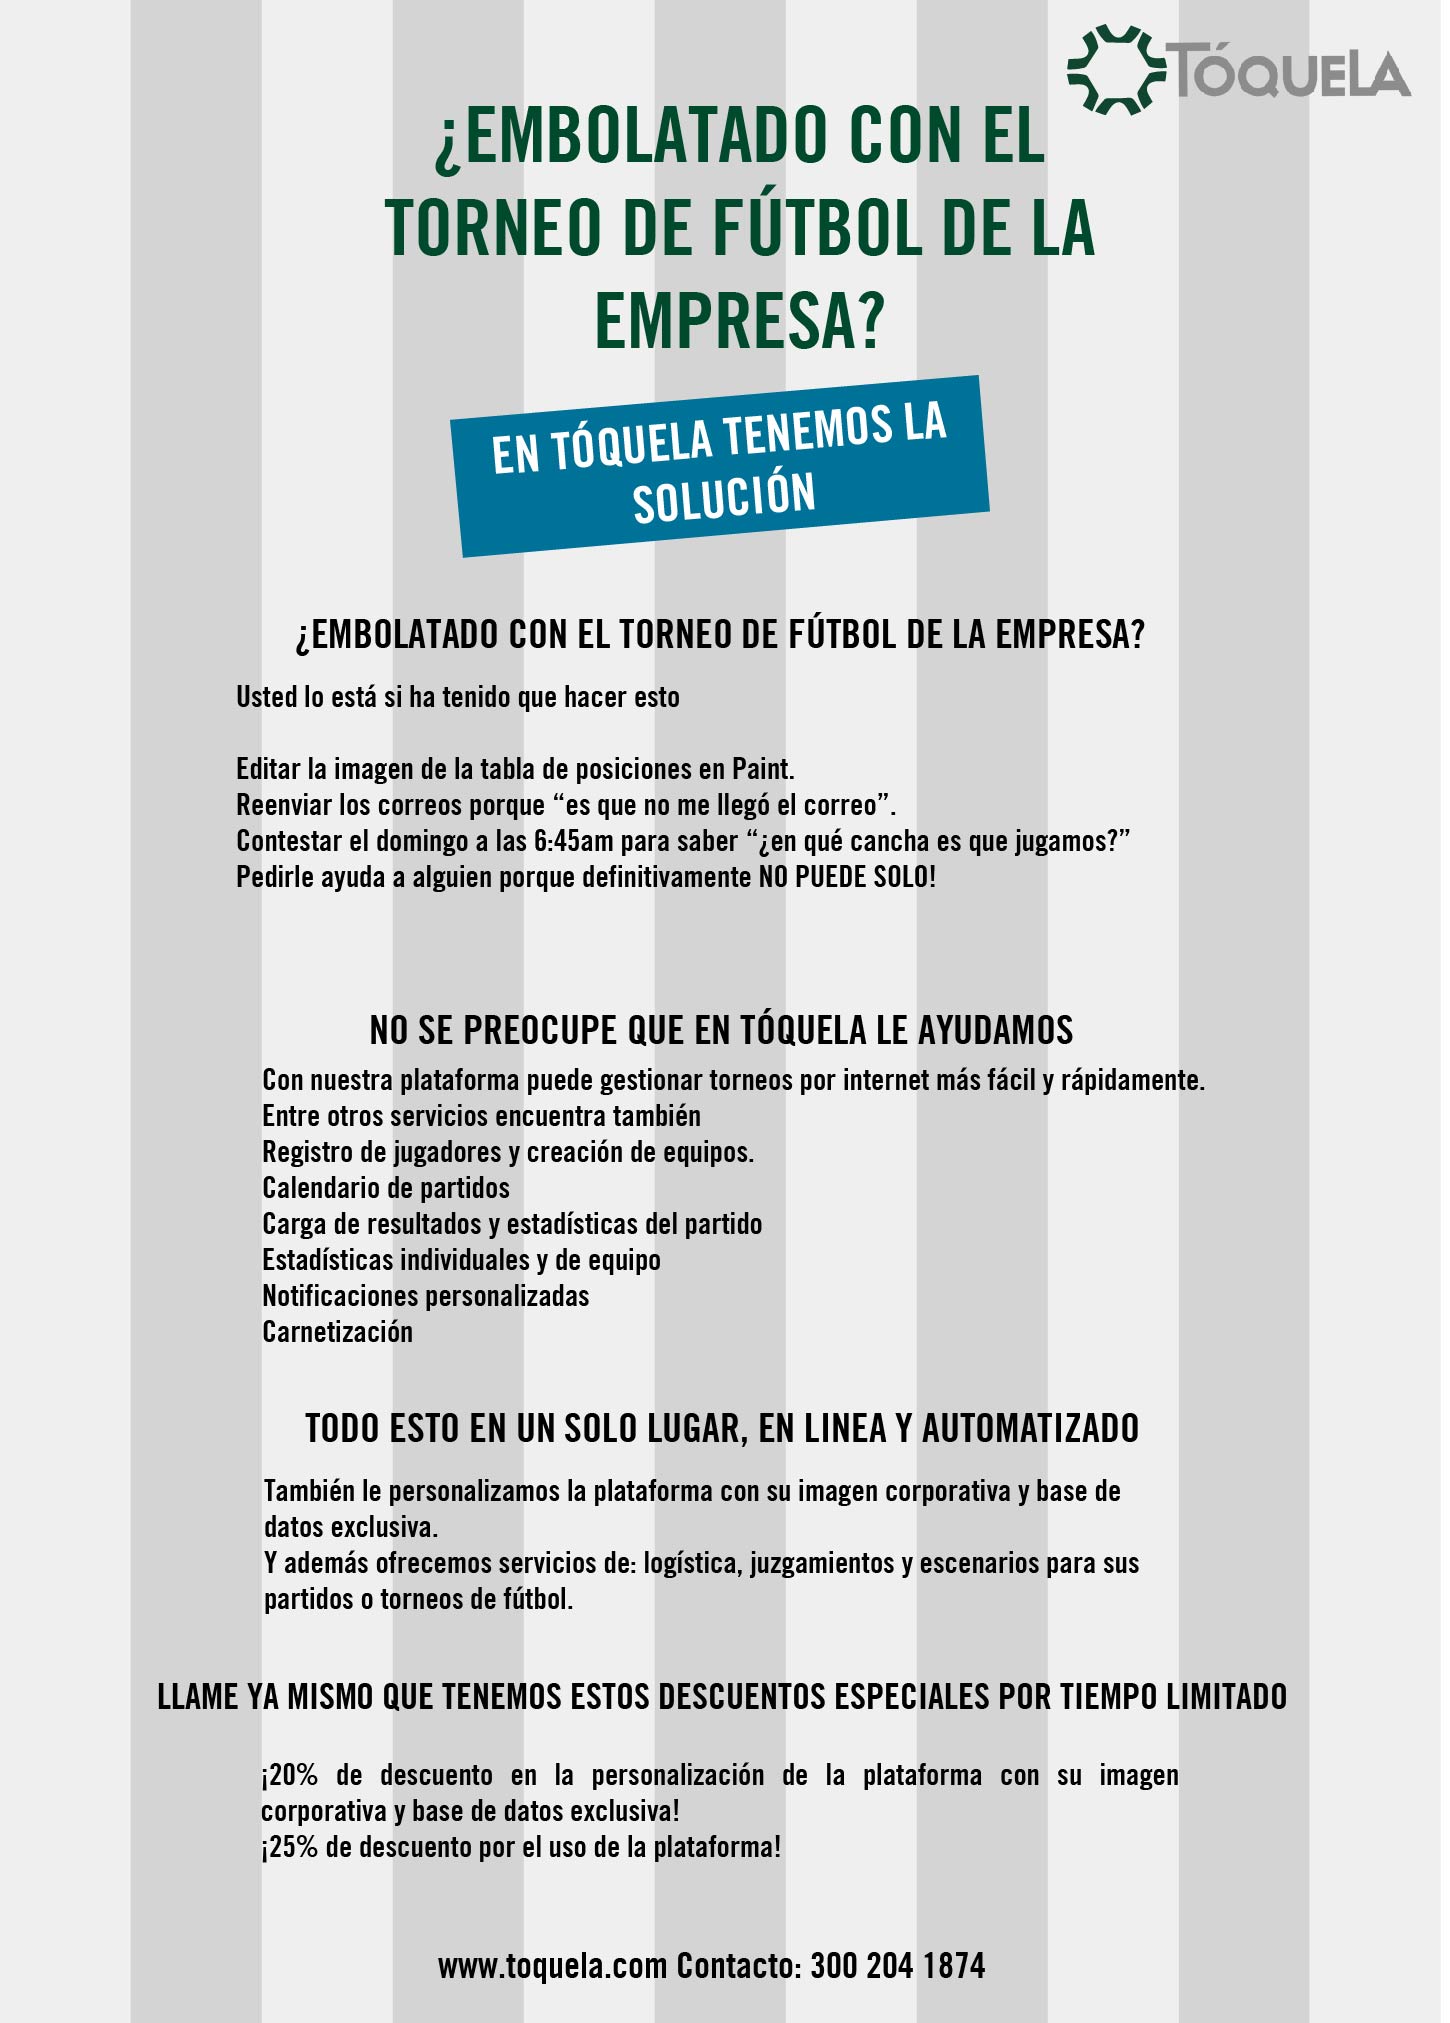 TÓQUELA
¿EMBOLATADO CON EL
TORNEO DE FÚTBOL DE LA
EMPRESA?
EN TÓQUELA TENEMOS LA
SOLUCIÓN
¿EMBOLATADO CON EL TORNEO DE FÚTBOL DE LA EMPRESA?
Usted lo está si ha tenido que hacer esto
Editar la imagen de la tabla de posiciones en Paint.
Reenviar los correos porque “es que no me llegó el correo”.
Contestar el domingo a las 6:45am para saber “¿en qué cancha es que jugamos?”
Pedirle ayuda a alguien porque definitivamente NO PUEDE SOLO!
NO SE PREOCUPE QUE EN TÓQUELA LE AYUDAMOS
Con nuestra plataforma puede gestionar torneos por internet más fácil y rápidamente.
Entre otros servicios encuentra también
Registro de jugadores y creación de equipos.
Calendario de partidos
Carga de resultados y estadísticas del partido
Estadísticas individuales y de equipo
Notificaciones personalizadas
Carnetización
TODO ESTO EN UN SOLO LUGAR, EN LINEA Y AUTOMATIZADO
También le personalizamos la plataforma con su imagen corporativa y base de
datos exclusiva.
Y además ofrecemos servicios de: logística, juzgamientos y escenarios para sus
partidos o torneos de fútbol.
LLAME YA MISMO QUE TENEMOS ESTOS DESCUENTOS ESPECIALES POR TIEMPO LIMITADO
¡20% de descuento en la personalización de la plataforma con su imagen
corporativa y base de datos exclusiva!
¡25% de descuento por el uso de la plataforma!
www.toquela.com Contacto: 300 204 1874